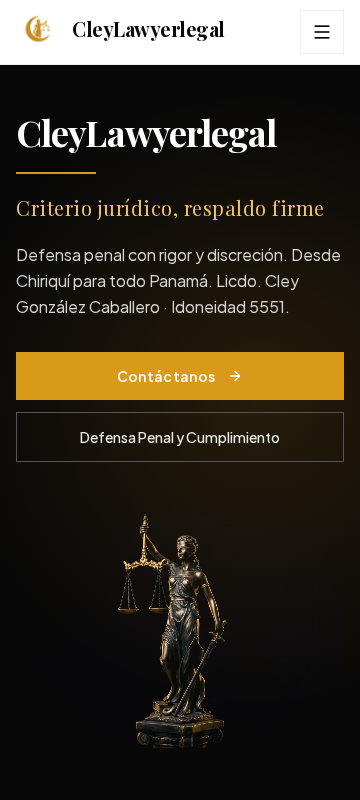 CleyLawyerlegal
CleyLawyerlegal
Criterio jurídico, respaldo firme
Defensa penal con rigor y discreción. Desde
Chiriquí para todo Panamá. Licdo. Cley
González Caballero · Idoneidad 5551.
Contáctanos →
Defensa Penal y Cumplimiento